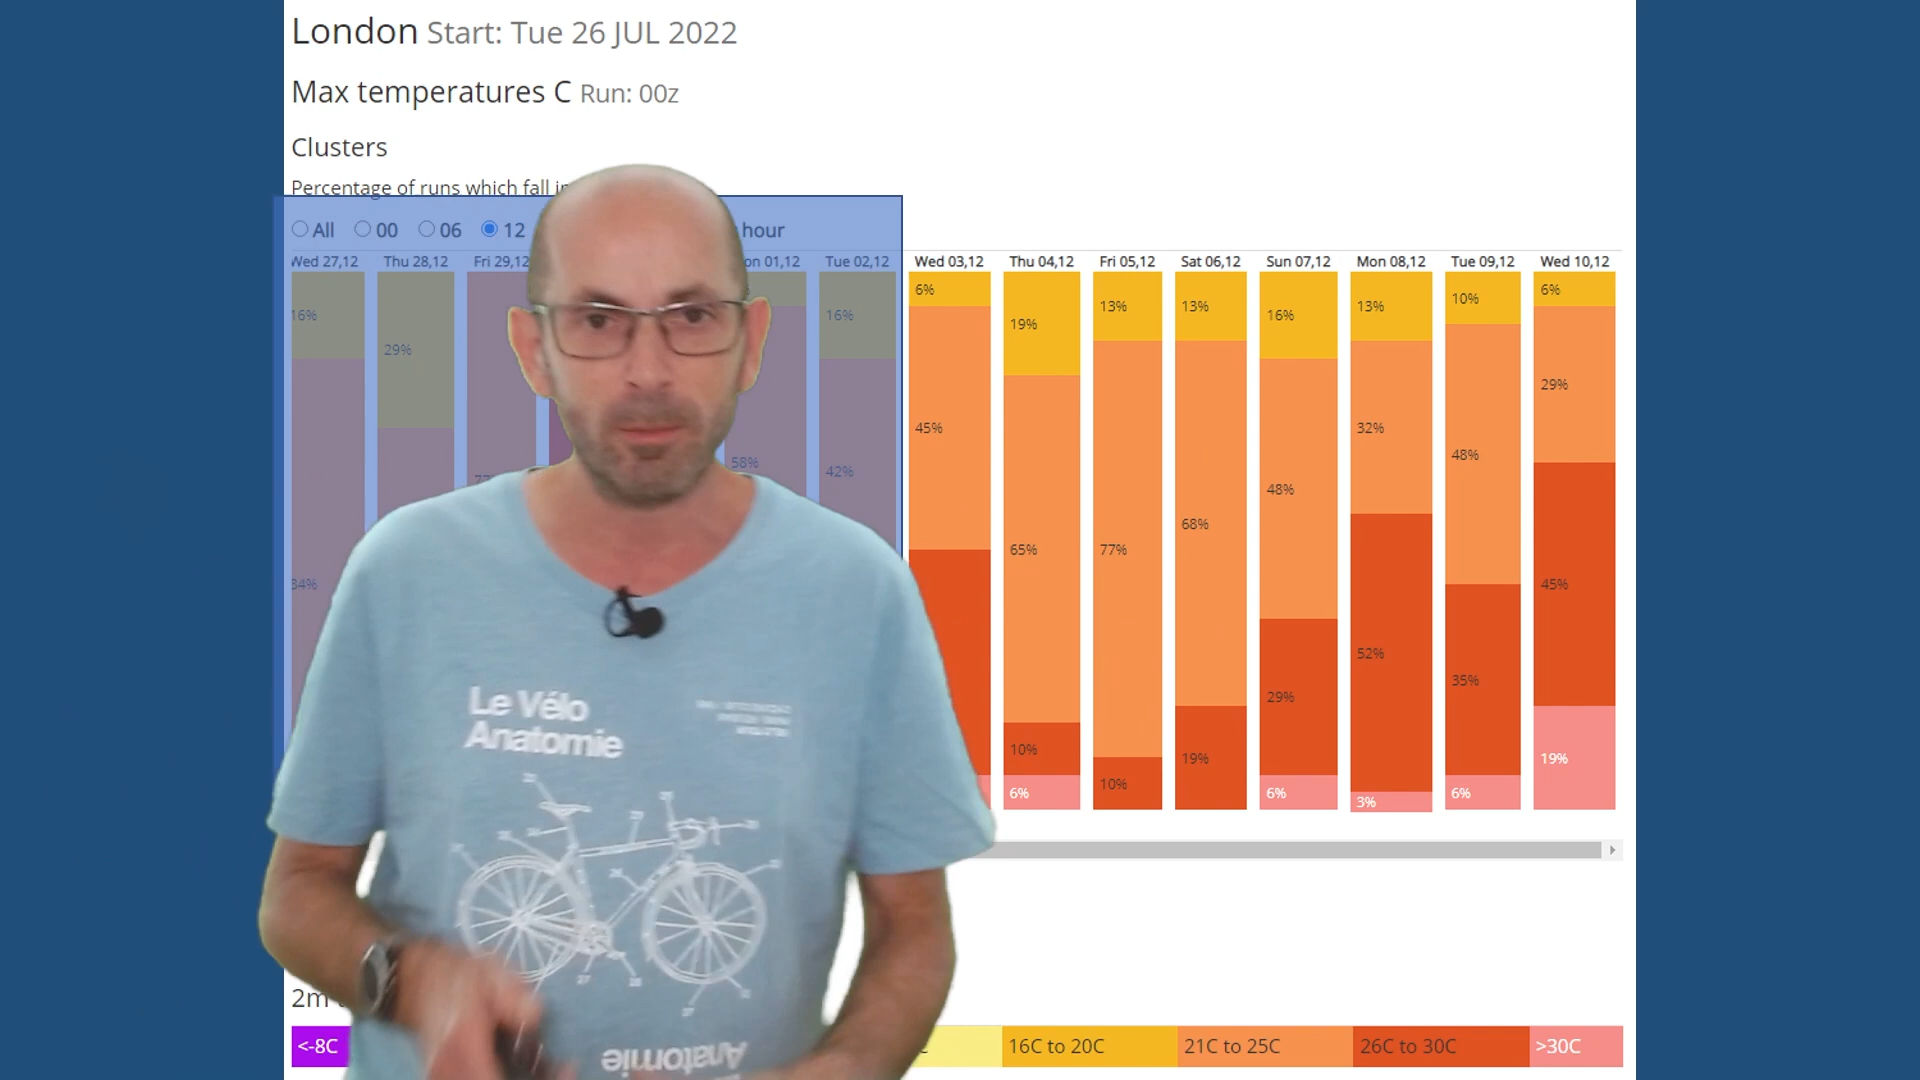 London Start: Tue 26 JUL 2022
Max temperatures C Run: 00z
Clusters
Percentage of runs which fall
All 00 06 12 hour
Wed 27,12 Thu 28,12 Fri 29,12 on 01,12 Tue 02,12 Wed 03,12 Thu 04,12 Fri 05,12 Sat 06,12 Sun 07,12 Mon 08,12 Tue 09,12 Wed 10,12
6% 6%
10%
13% 13% 13%
16% 16% 16%
19%
29%
29%
45% 32%
48%
58%
42%
48%
68%
65% 77%
84% 45%
52%
35%
29%
10% 19% 19%
10%
6% 6% 6%
3%
Le Vélo
Anatomie
2m
<-8C 16C to 20C 21C to 25C 26C to 30C >30C
Anatomie